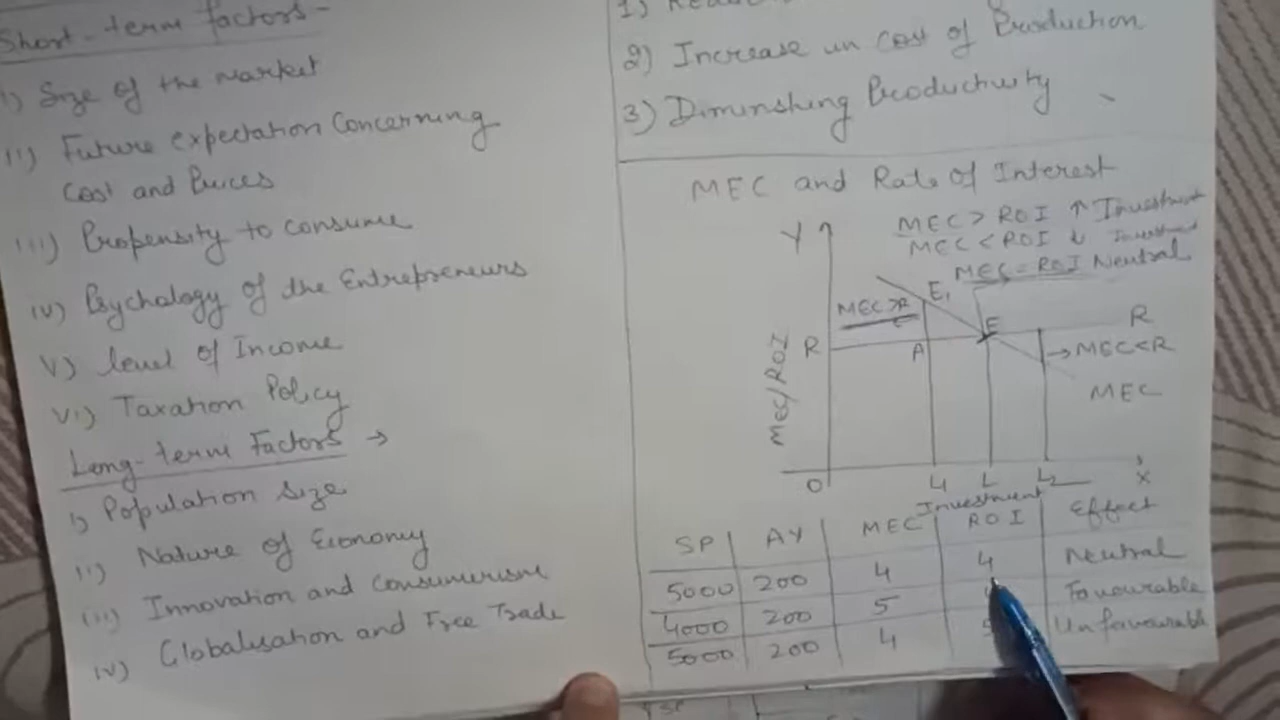 Short-term factors-
i) Size of the market
ii) Future expectation Concerning
Cost and Prices
iii) Propensity to consume
iv) Psychology of the Entrepreneurs
v) level of Income
vi) Taxation Policy
Long-term Factors →
i) Population Size
ii) Nature of Economy
iii) Innovation and consumerism
iv) Globalisation and Free Trade
1)
2) Increase in cost of Production
3) Diminshing Productivity
MEC and Rate of Interest
MEC > ROI ↑ Investment
MEC < ROI ↓ Investment
MEC = ROI Neutral
Y
E1
MEC>R
E
R
R
A
→MEC<R
MEC/ROI
MEC
O
L
X
Investment
SP AY MEC ROI Effect
5000 200 4 4 Neutral
4000 200 5 Favourable
5000 200 4 Unfavourable